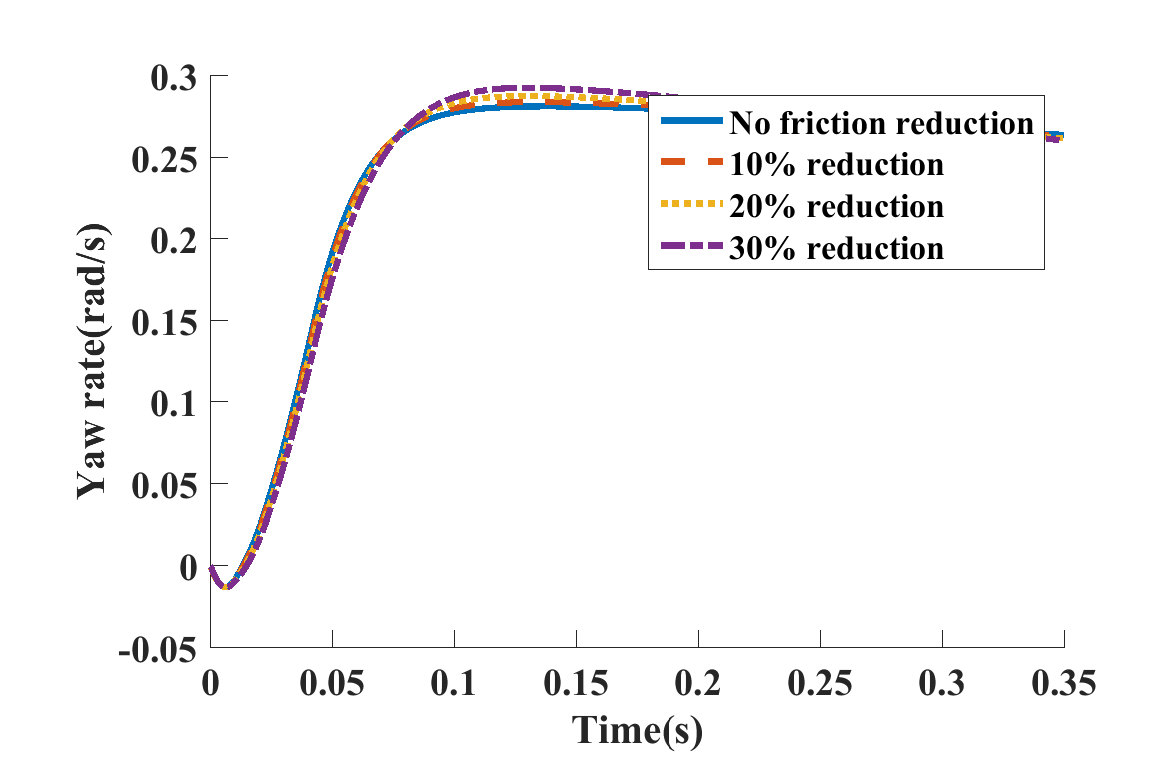 0.3
0.25
0.2
0.15
0.1
0.05
0
-0.05
Yaw rate(rad/s)
No friction reduction
10% reduction
20% reduction
30% reduction
0 0.05 0.1 0.15 0.2 0.25 0.3 0.35
Time(s)